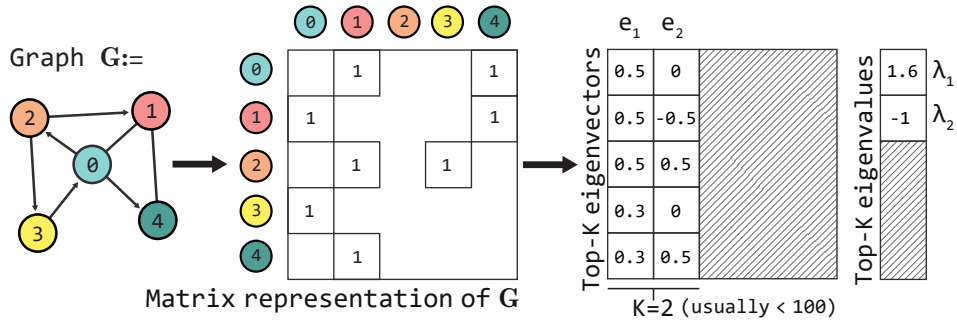 Graph G:=
2
1
0
3
4
0 1 2 3 4
0 1 1
1 1 1
2 1 1
3 1
4 1
Matrix representation of G
Top-K eigenvectors
e1 e2
0.5 0
0.5 -0.5
0.5 0.5
0.3 0
0.3 0.5
K=2 (usually < 100)
Top-K eigenvalues
1.6 λ1
-1 λ2